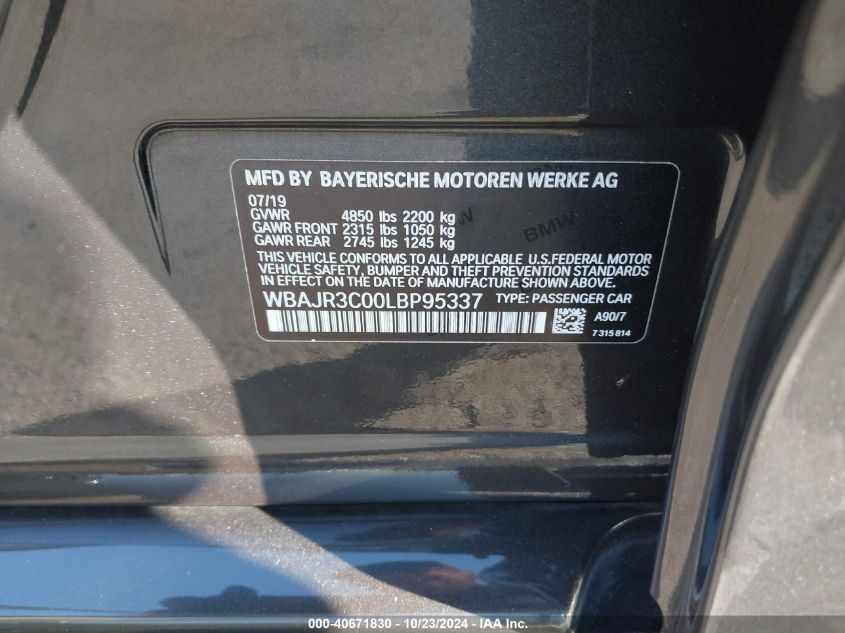 MFD BY BAYERISCHE MOTOREN WERKE AG
07/19
GVWR 4850 lbs 2200 kg
GAWR FRONT 2315 lbs 1050 kg
GAWR REAR 2745 lbs 1245 kg
THIS VEHICLE CONFORMS TO ALL APPLICABLE U.S.FEDERAL MOTOR
VEHICLE SAFETY, BUMPER AND THEFT PREVENTION
STANDARDS IN EFFECT ON THE DATE OF MANUFACTURE SHOWN ABOVE.
WBAJR3C00LBP95337 TYPE: PASSENGER CAR
A90/7
7315814
BMW
BMW
000-40671830 - 10/23/2024 - IAA Inc.